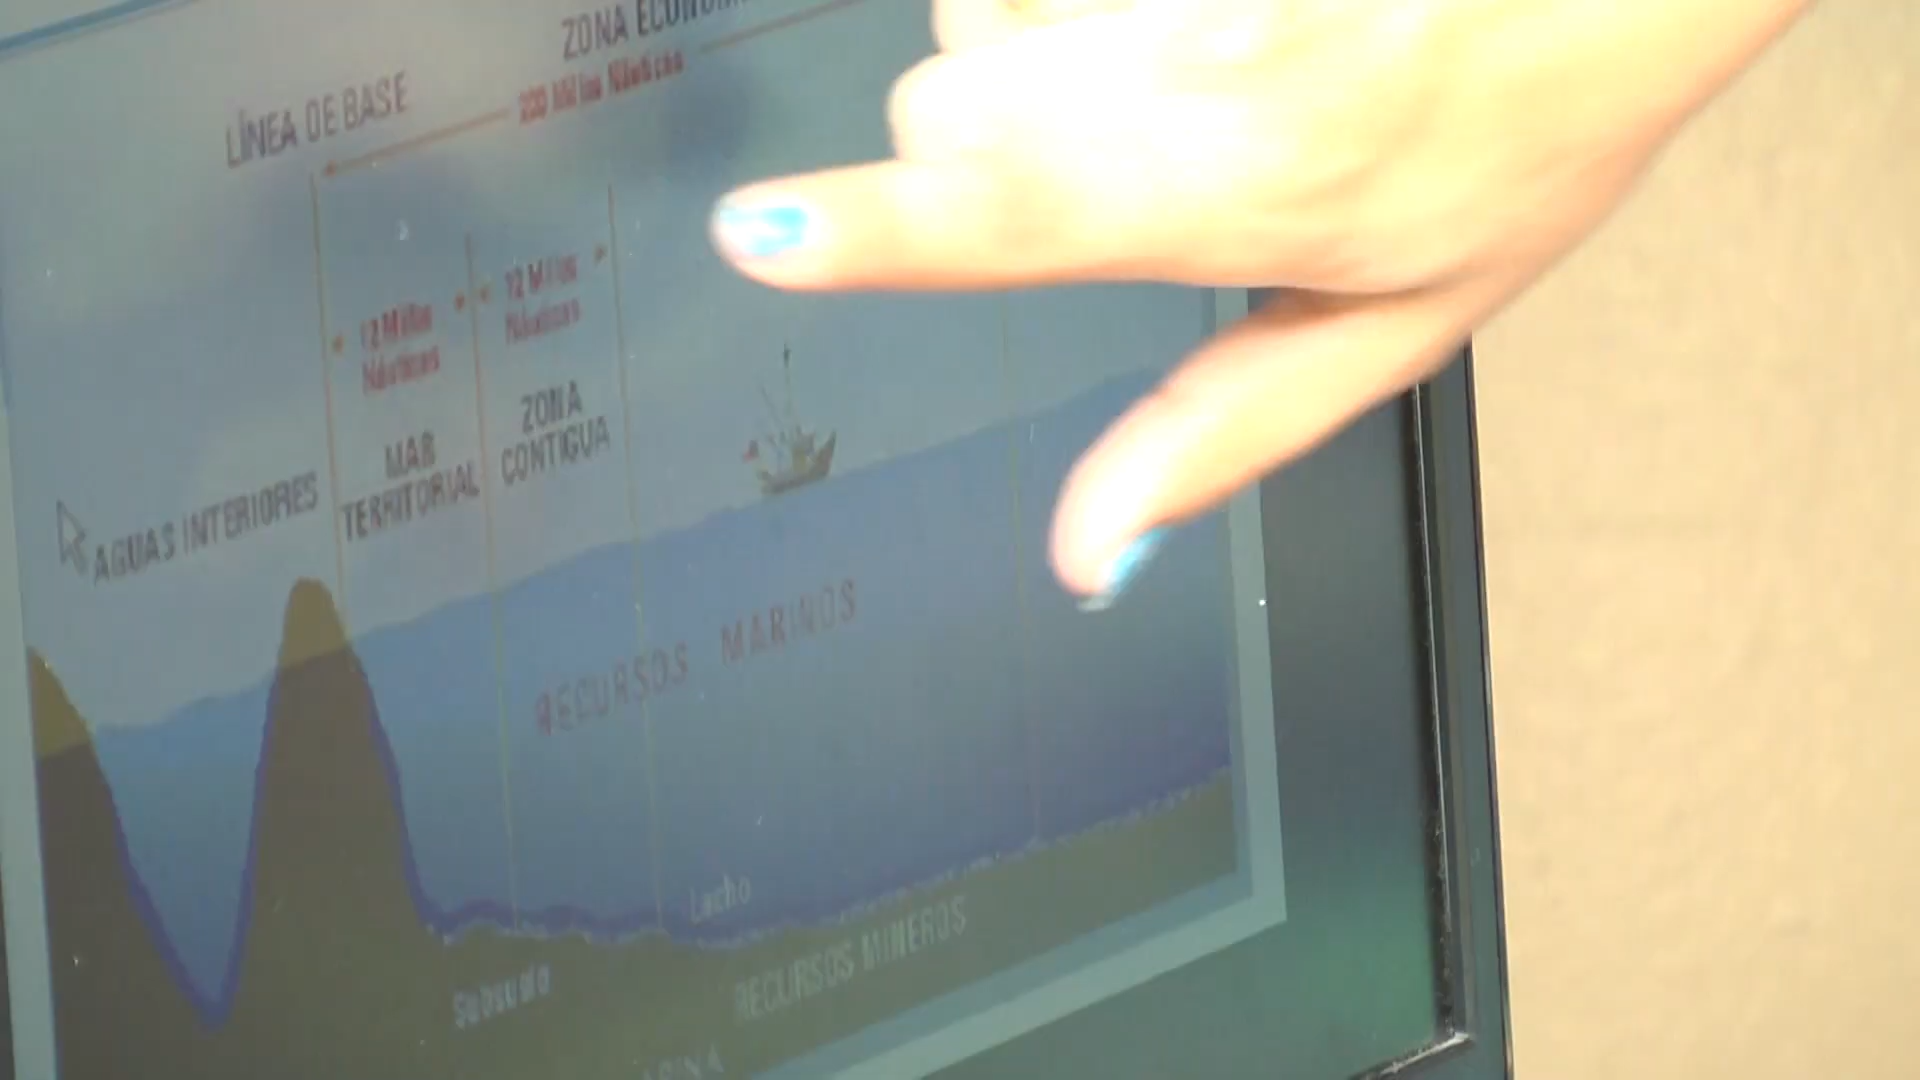 ZONA ECONÓMI
200 Millas Náuticas
LÍNEA DE BASE
12 Millas
Náuticas
12 Millas
Náuticas
ZONA
CONTIGUA
MAR
TERRITORIAL
AGUAS INTERIORES
RECURSOS MARINOS
Lecho
RECURSOS MINEROS
Subsuelo